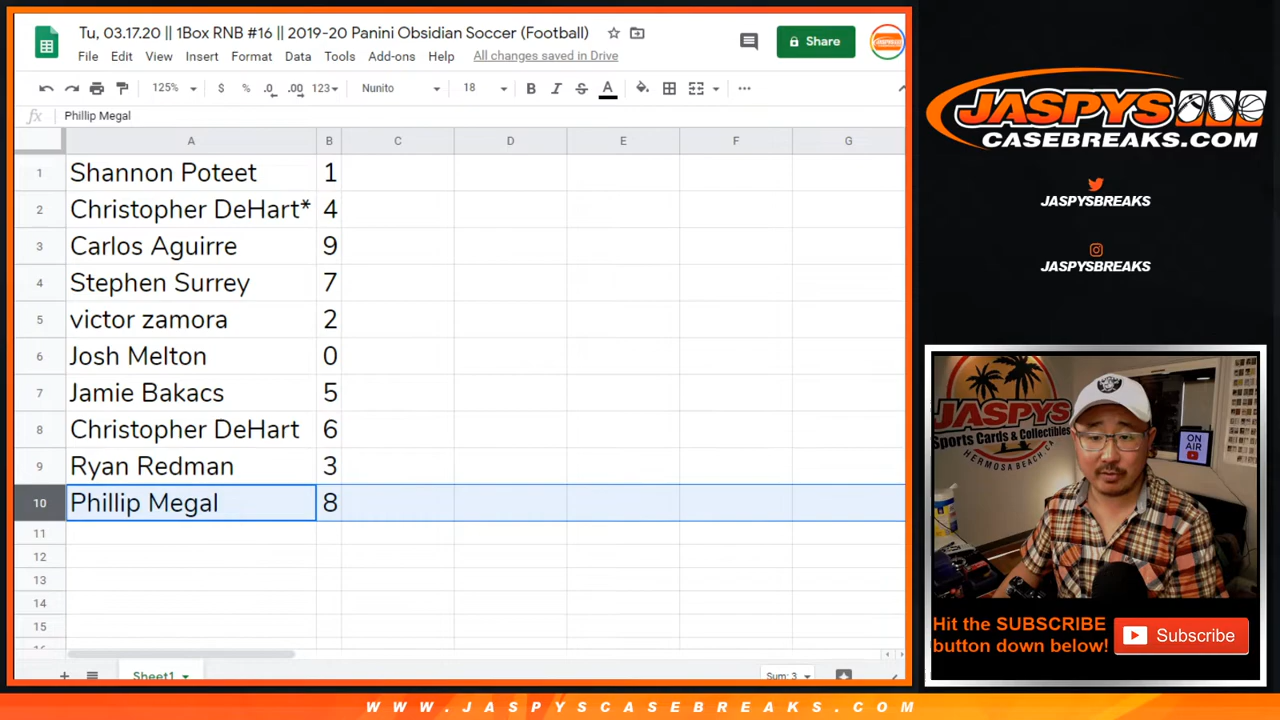 Tu, 03.17.20 || 1Box RNB #16 || 2019-20 Panini Obsidian Soccer (Football)
File Edit View Insert Format Data Tools Add-ons Help All changes saved in Drive
Share
125% $ % .0 .00 123 Nunito 18 B I S A
fx Phillip Megal
A B C D E F G
1 Shannon Poteet 1
2 Christopher DeHart* 4
3 Carlos Aguirre 9
4 Stephen Surrey 7
5 victor zamora 2
6 Josh Melton 0
7 Jamie Bakacs 5
8 Christopher DeHart 6
9 Ryan Redman 3
10 Phillip Megal 8
11
12
13
14
15
Sheet1
Sum: 3
JASPYS
CASEBREAKS.COM
JASPYSBREAKS
JASPYSBREAKS
JASPYS
Sports Cards & Collectibles
HERMOSA BEACH, CA
ON
AIR
Hit the SUBSCRIBE
button down below!
Subscribe
WWW.JASPYSCASEBREAKS.COM